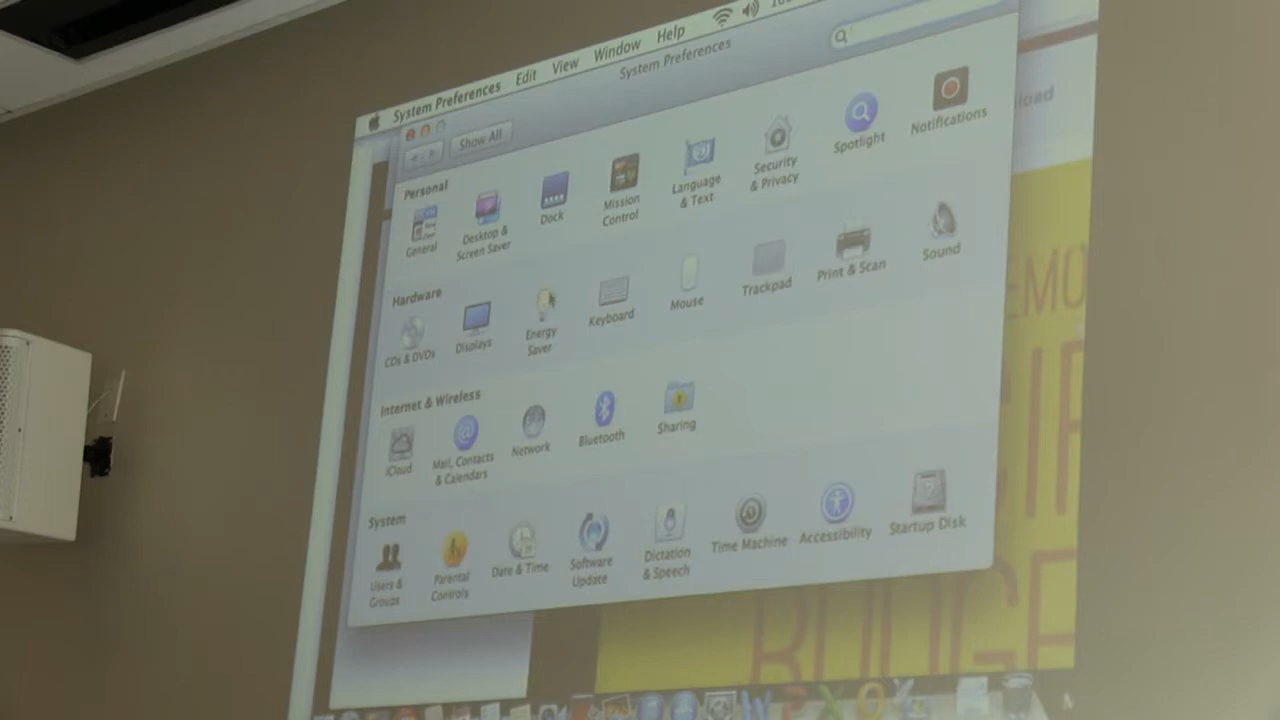 System Preferences Edit View Window Help
System Preferences
Show All
Personal
General
Desktop &
Screen Saver
Dock
Mission
Control
Language
& Text
Security
& Privacy
Spotlight
Notifications
Hardware
CDs & DVDs
Displays
Energy
Saver
Keyboard
Mouse
Trackpad
Print & Scan
Sound
Internet & Wireless
iCloud
Mail, Contacts
& Calendars
Network
Bluetooth
Sharing
System
Users &
Groups
Parental
Controls
Date & Time
Software
Update
Dictation
& Speech
Time Machine
Accessibility
Startup Disk